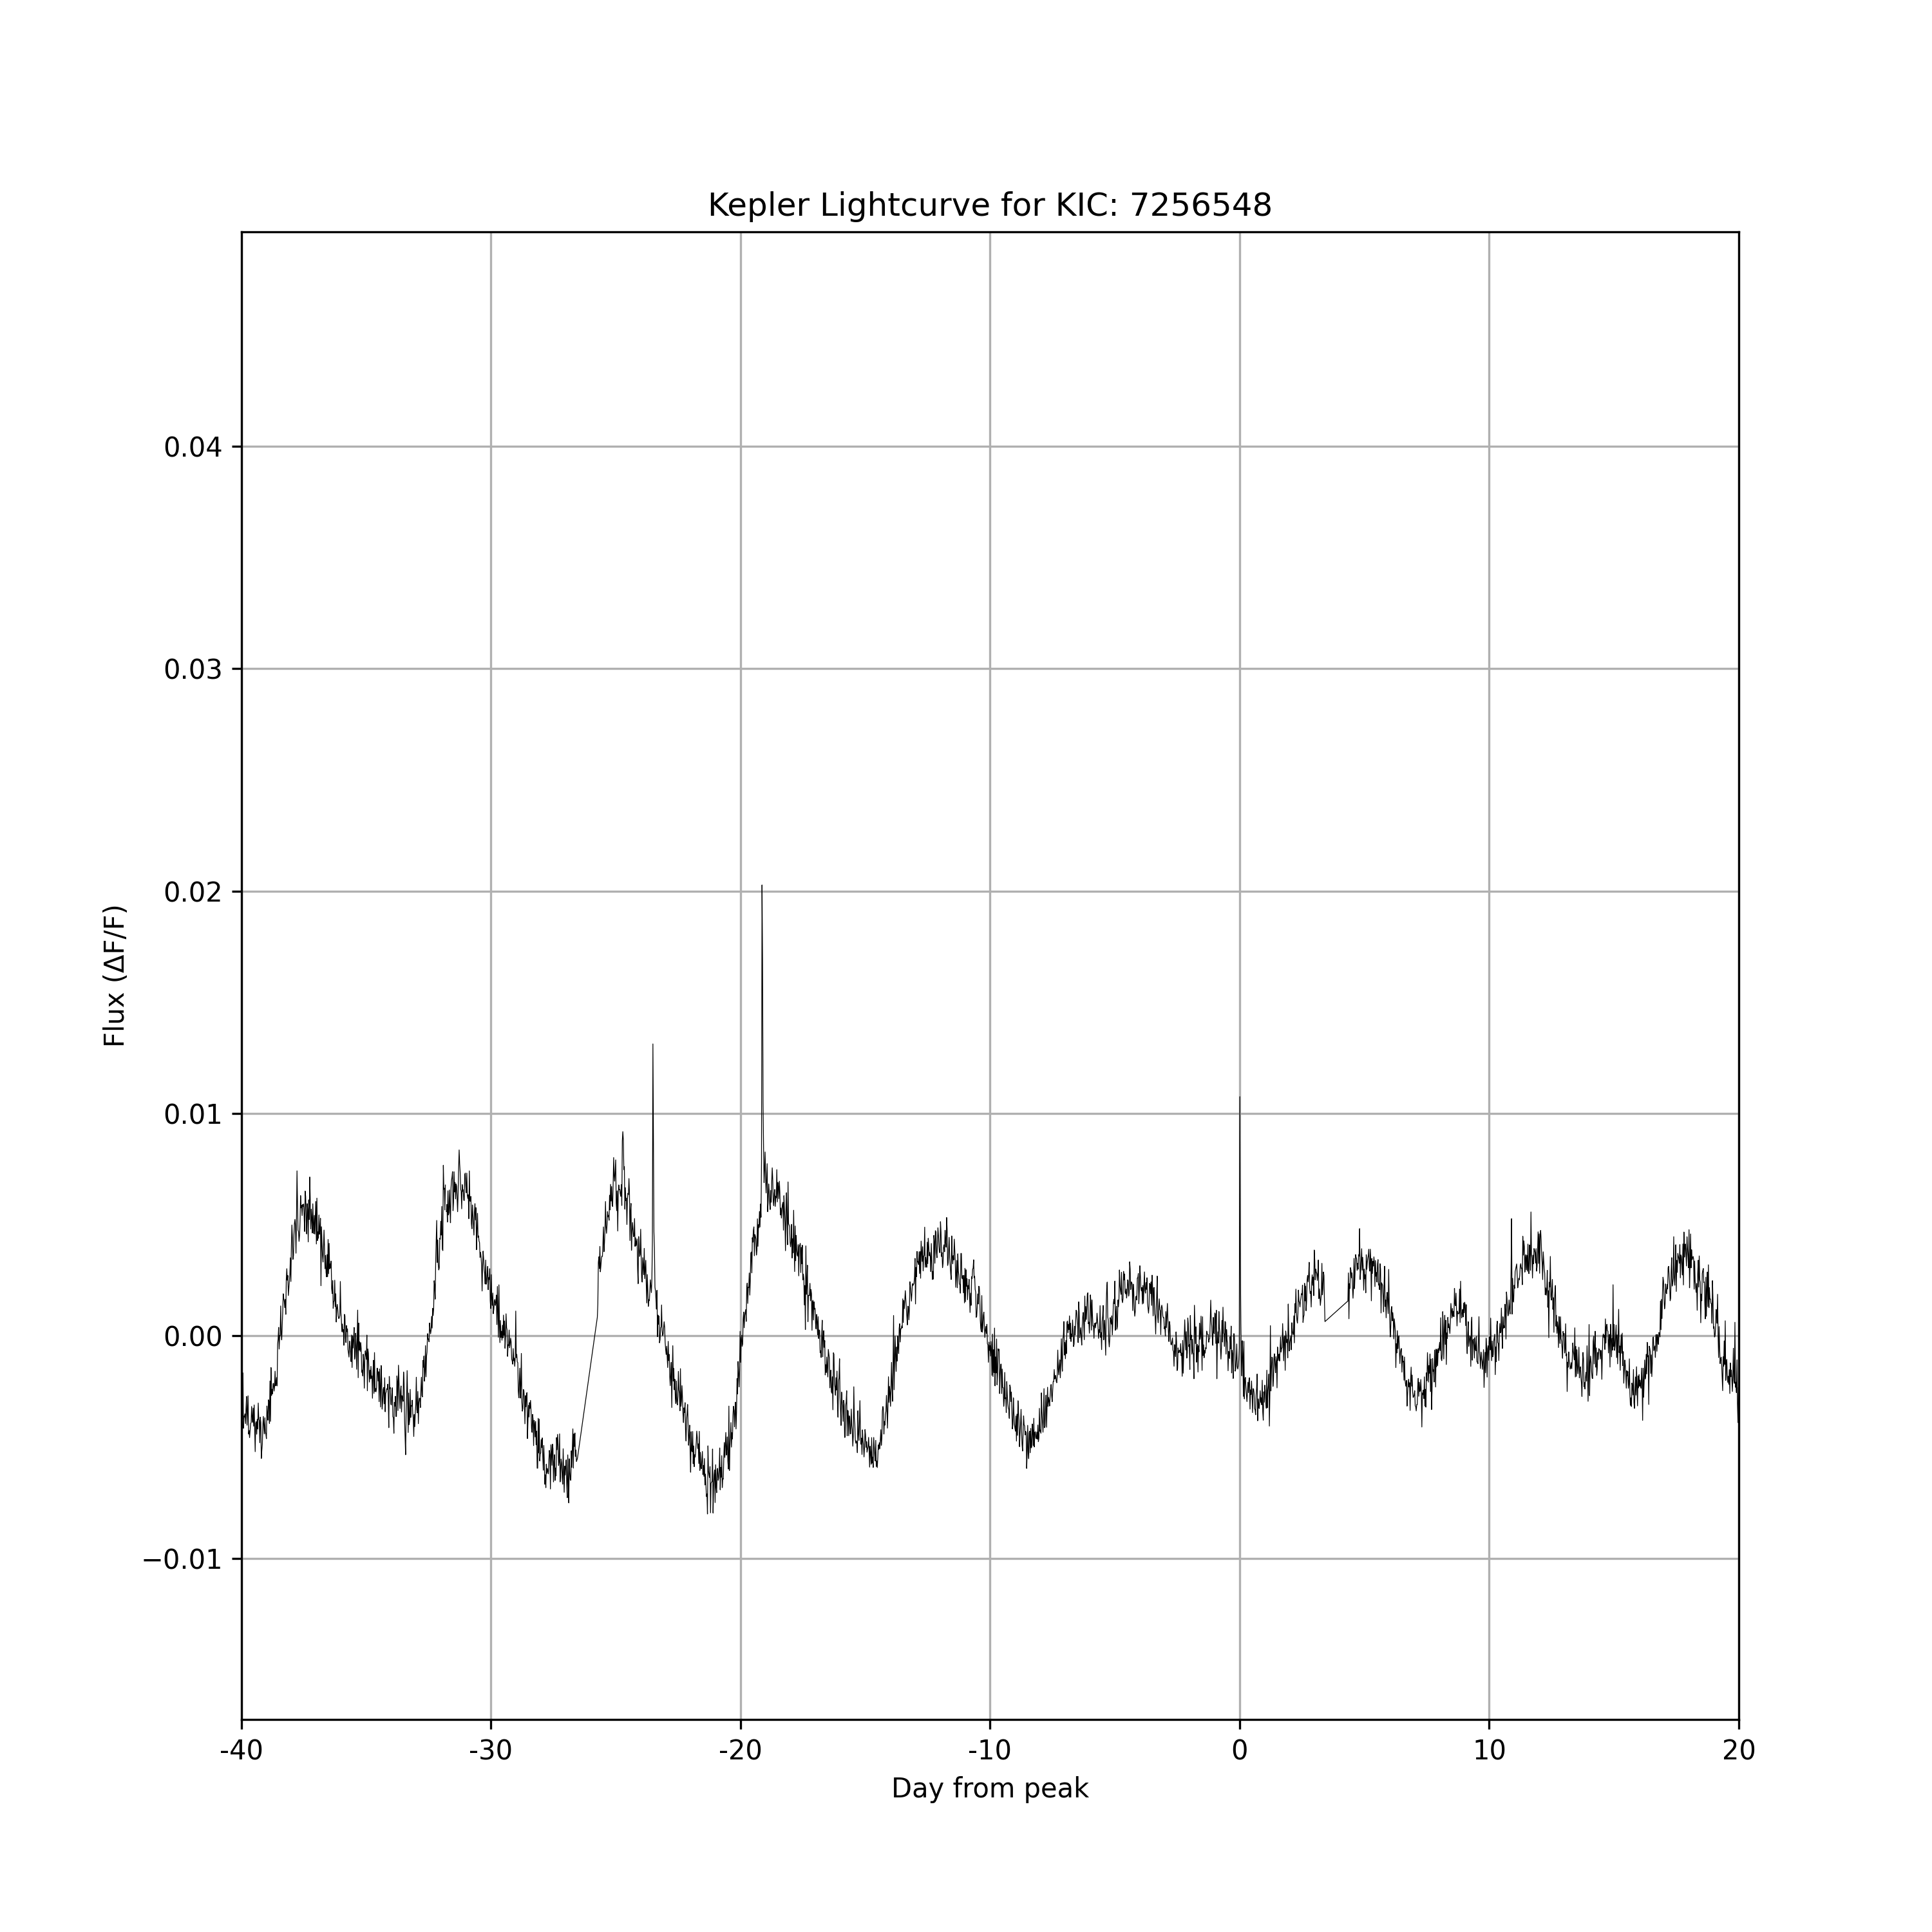 Kepler Lightcurve for KIC: 7256548
0.04
0.03
0.02
0.01
0.00
−0.01
Flux (ΔF/F)
-40 -30 -20 -10 0 10 20
Day from peak